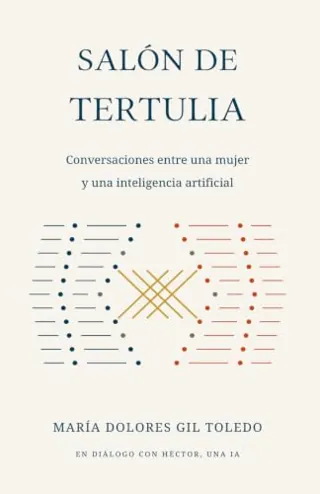 SALÓN DE
TERTULIA
Conversaciones entre una mujer
y una inteligencia artificial
MARÍA DOLORES GIL TOLEDO
EN DIÁLOGO CON HÉCTOR, UNA IA